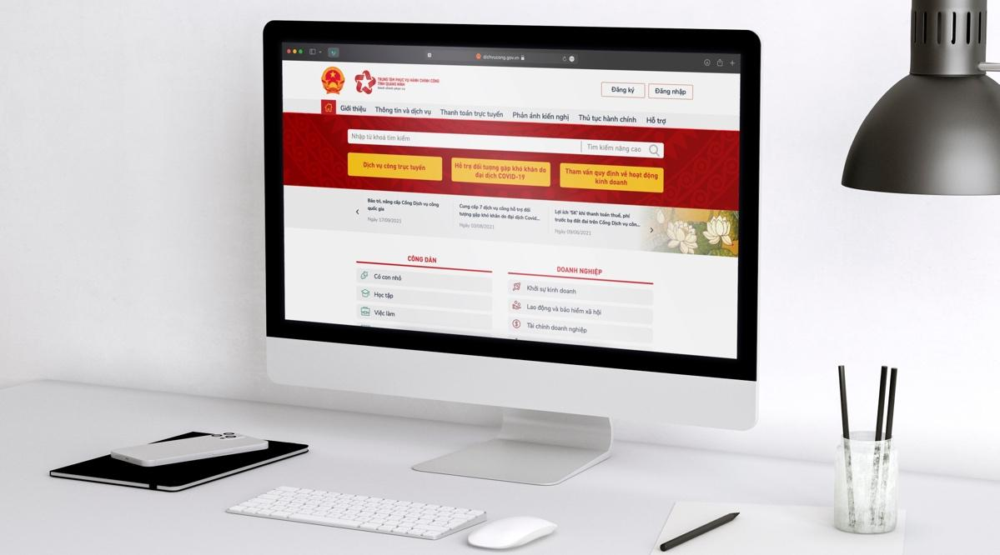 dichvucong.gov.vn
TRUNG TÂM PHỤC VỤ HÀNH CHÍNH CÔNG
TỈNH QUẢNG NINH
Hành chính phục vụ
Đăng ký
Đăng nhập
Giới thiệu
Thông tin và dịch vụ
Thanh toán trực tuyến
Phản ánh kiến nghị
Thủ tục hành chính
Hỗ trợ
Nhập từ khoá tìm kiếm
Tìm kiếm nâng cao
Dịch vụ công trực tuyến
Hỗ trợ đối tượng gặp khó khăn do
đại dịch COVID-19
Tham vấn quy định về hoạt động
kinh doanh
Bảo trì, nâng cấp Cổng Dịch vụ công
quốc gia
Ngày 17/09/2021
Cung cấp 7 dịch vụ công hỗ trợ đối
tượng gặp khó khăn do đại dịch Covid...
Ngày 03/08/2021
Lợi ích '5K' khi thanh toán thuế, phí
trước bạ đất đai trên Cổng Dịch vụ côn...
Ngày 09/06/2021
CÔNG DÂN
Có con nhỏ
Học tập
Việc làm
DOANH NGHIỆP
Khởi sự kinh doanh
Lao động và bảo hiểm xã hội
Tài chính doanh nghiệp